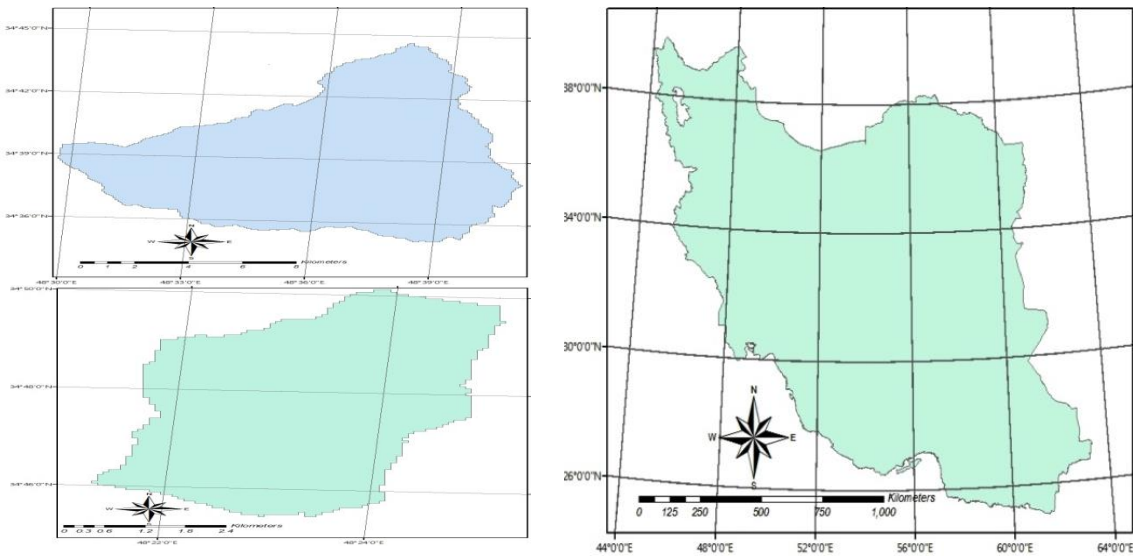 34°45'0"N
34°42'0"N
34°39'0"N
34°36'0"N
N
W E
S
0 1 2 4 6 8 Kilometers
48°30'0"E 48°33'0"E 48°36'0"E 48°39'0"E
34°50'0"N
34°48'0"N
34°46'0"N
W E
0 0.3 0.6 1.2 1.8 2.4 Kilometers
48°22'0"E 48°24'0"E
38°0'0"N
34°0'0"N
30°0'0"N
26°0'0"N
N
W E
S
0 125 250 500 750 1,000 Kilometers
44°0'0"E 48°0'0"E 52°0'0"E 56°0'0"E 60°0'0"E 64°0'0"E